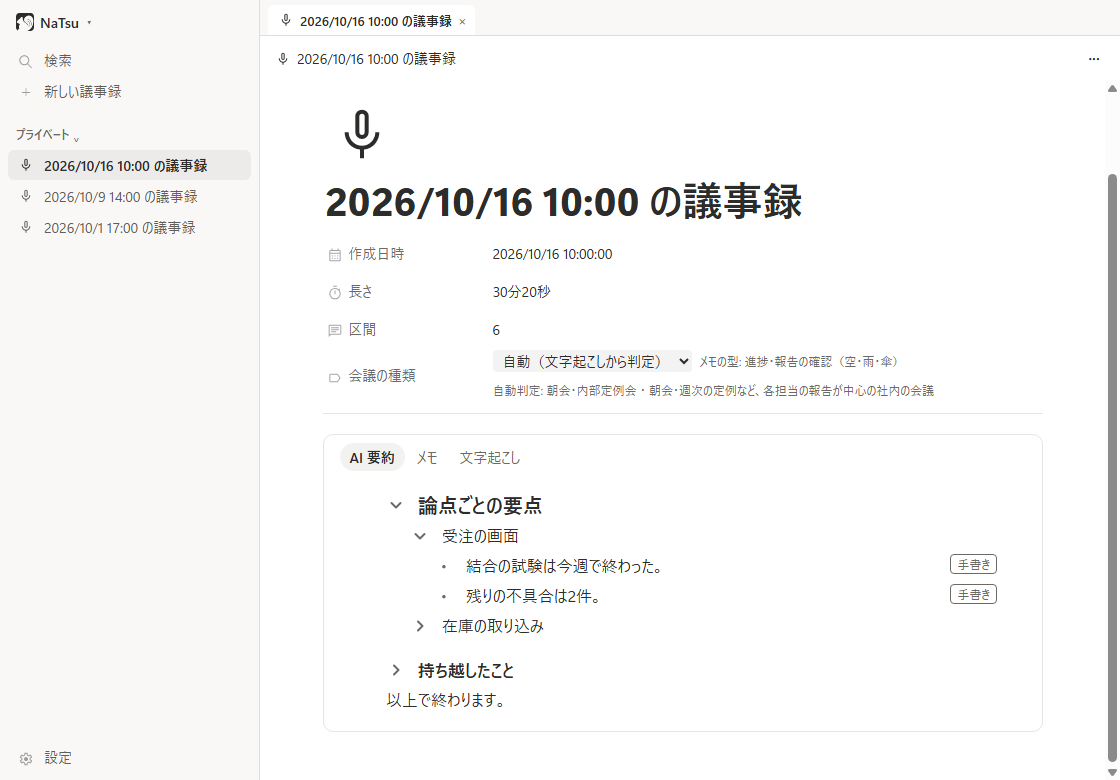 NaTsu
検索
新しい議事録
プライベート
2026/10/16 10:00 の議事録
2026/10/9 14:00 の議事録
2026/10/1 17:00 の議事録
設定
2026/10/16 10:00 の議事録 ×
2026/10/16 10:00 の議事録
2026/10/16 10:00 の議事録
作成日時 2026/10/16 10:00:00
長さ 30分20秒
区間 6
会議の種類 自動（文字起こしから判定） メモの型: 進捗・報告の確認（空・雨・傘）
自動判定: 朝会・内部定例会・朝会・週次の定例など、各担当の報告が中心の社内の会議
AI 要約 メモ 文字起こし
論点ごとの要点
受注の画面
・ 結合の試験は今週で終わった。 手書き
・ 残りの不具合は2件。 手書き
在庫の取り込み
持ち越したこと
以上で終わります。